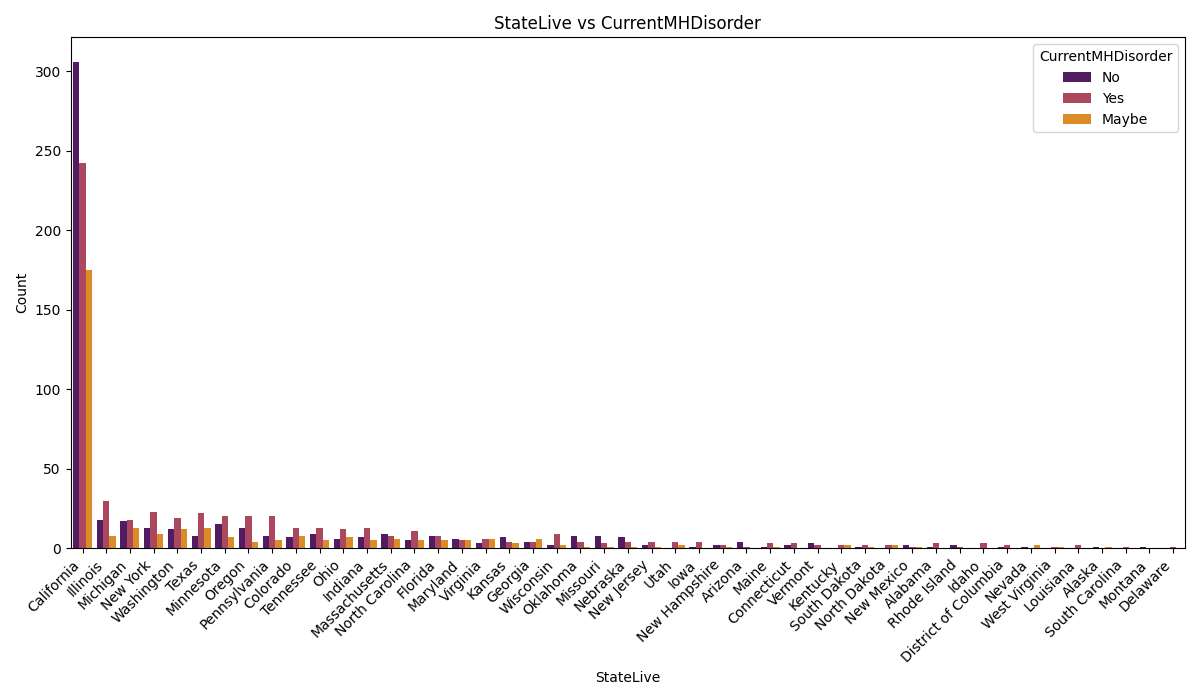 StateLive vs CurrentMHDisorder
CurrentMHDisorder
No
Yes
Maybe
Count
300
250
200
150
100
50
0
California
Illinois
Michigan
New York
Washington
Texas
Minnesota
Oregon
Pennsylvania
Colorado
Tennessee
Ohio
Indiana
Massachusetts
North Carolina
Florida
Maryland
Virginia
Kansas
Georgia
Wisconsin
Oklahoma
Missouri
Nebraska
New Jersey
Utah
Iowa
New Hampshire
Arizona
Maine
Connecticut
Vermont
Kentucky
South Dakota
North Dakota
New Mexico
Alabama
Rhode Island
Idaho
District of Columbia
Nevada
West Virginia
Louisiana
Alaska
South Carolina
Montana
Delaware
StateLive